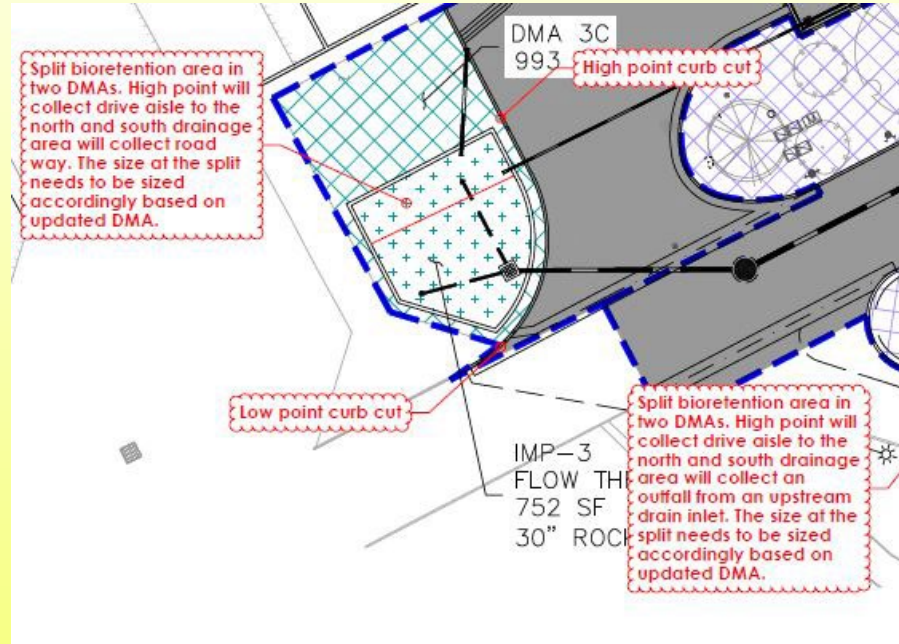 Split bioretention area in
two DMAs. High point will
collect drive aisle to the
north and south drainage
area will collect road
way. The size at the split
needs to be sized
accordingly based on
updated DMA.
DMA 3C
993
High point curb cut
Low point curb cut
IMP-3
FLOW TH
752 SF
30" ROC
Split bioretention area in
two DMAs. High point will
collect drive aisle to the
north and south drainage
area will collect an
outfall from an upstream
drain inlet. The size at the
split needs to be sized
accordingly based on
updated DMA.